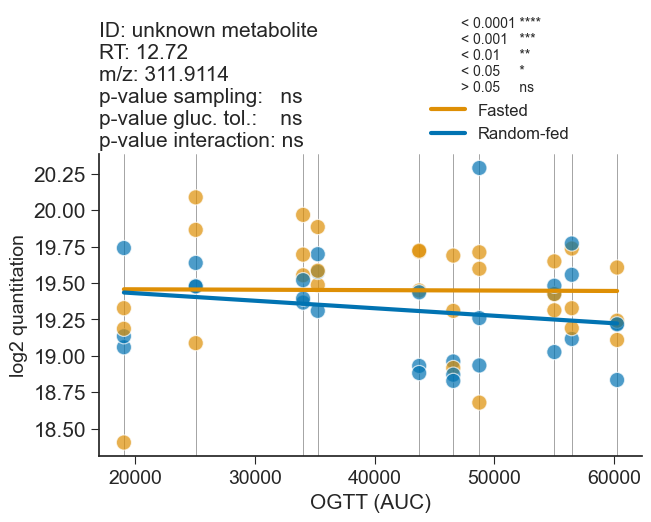 ID: unknown metabolite
RT: 12.72
m/z: 311.9114
p-value sampling: ns
p-value gluc. tol.: ns
p-value interaction: ns
< 0.0001 ****
< 0.001 ***
< 0.01 **
< 0.05 *
> 0.05 ns
Fasted
Random-fed
log2 quantitation
20.25
20.00
19.75
19.50
19.25
19.00
18.75
18.50
20000 30000 40000 50000 60000
OGTT (AUC)